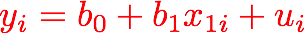 y_i = b_0 + b_1 x_{1i} + u_i